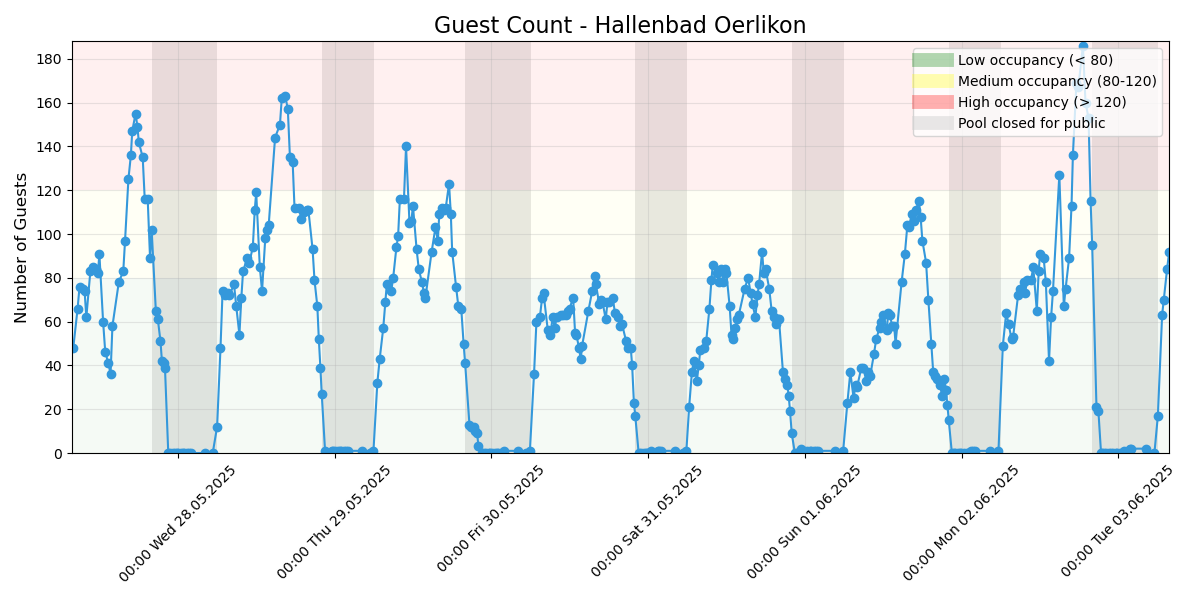 Guest Count - Hallenbad Oerlikon
Number of Guests
180
160
140
120
100
80
60
40
20
0
Low occupancy (< 80)
Medium occupancy (80-120)
High occupancy (> 120)
Pool closed for public
00:00 Wed 28.05.2025
00:00 Thu 29.05.2025
00:00 Fri 30.05.2025
00:00 Sat 31.05.2025
00:00 Sun 01.06.2025
00:00 Mon 02.06.2025
00:00 Tue 03.06.2025